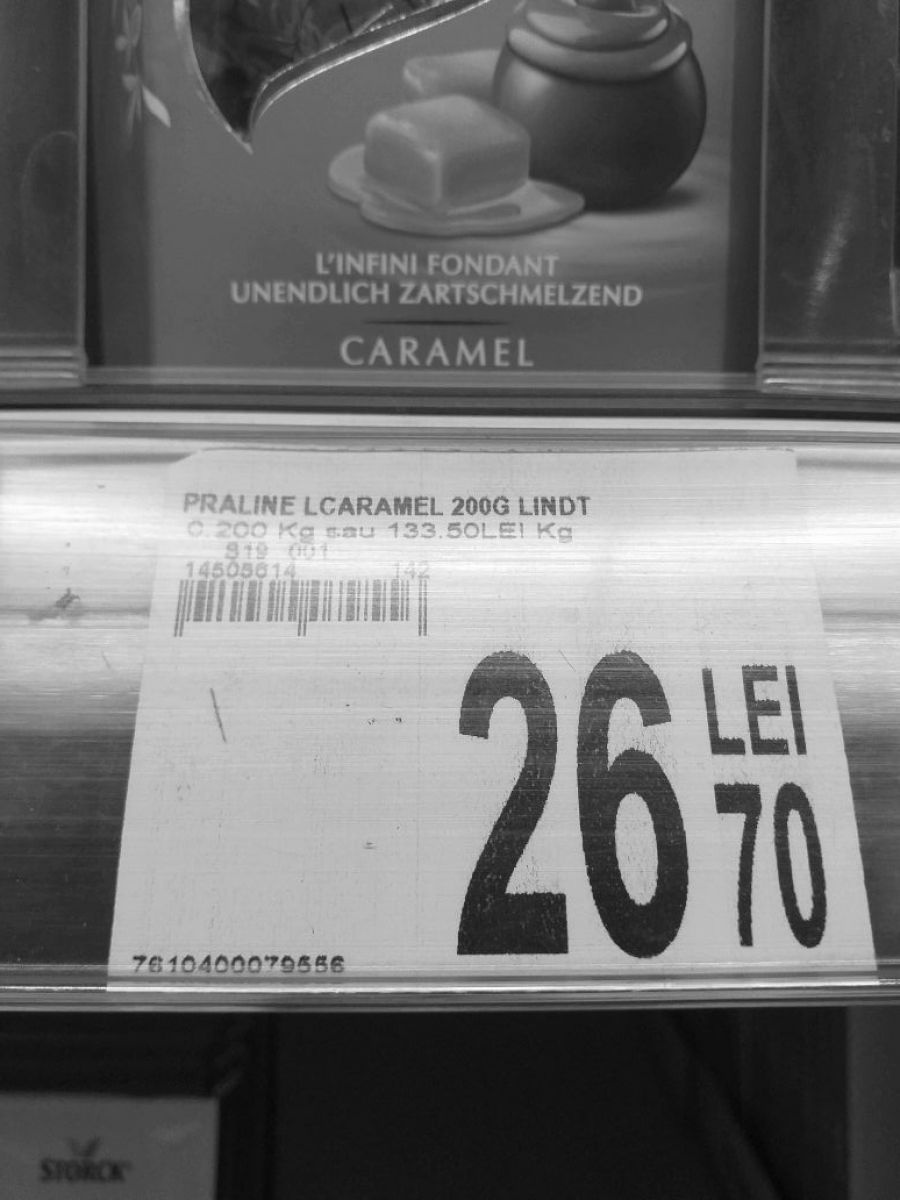 L'INFINI FONDANT
UNENDLICH ZARTSCHMELZEND
CARAMEL
PRALINE LCARAMEL 200G LINDT
0.200 Kg sau 133.50LEI Kg
S19 001
14505614 142
26 LEI 70
7610400079556
STORCK